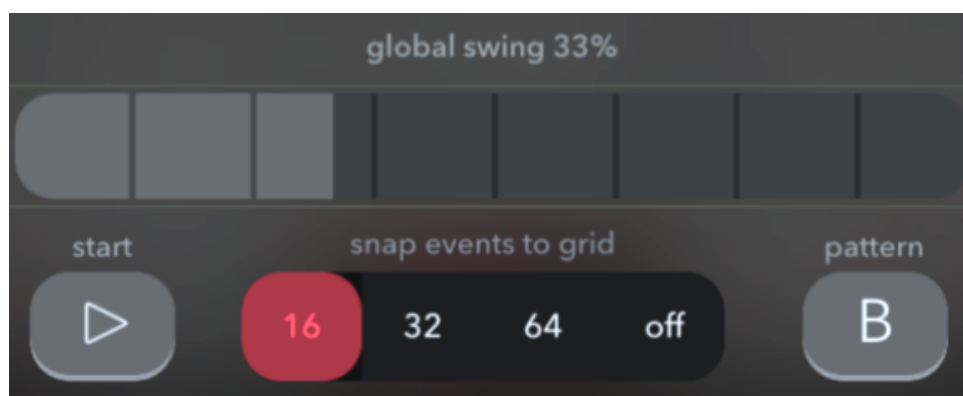 global swing 33%
start snap events to grid pattern
16 32 64 off B